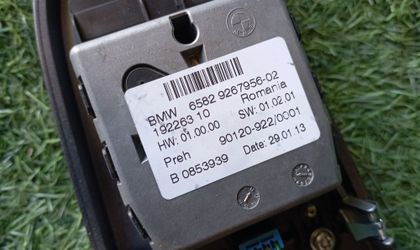 BMW 6582 9267956-02
192263 10 Romania
HW: 01.00.00 SW: 01.02.01
Preh 90120-922/0001
B 0853939 Date: 29.01.13